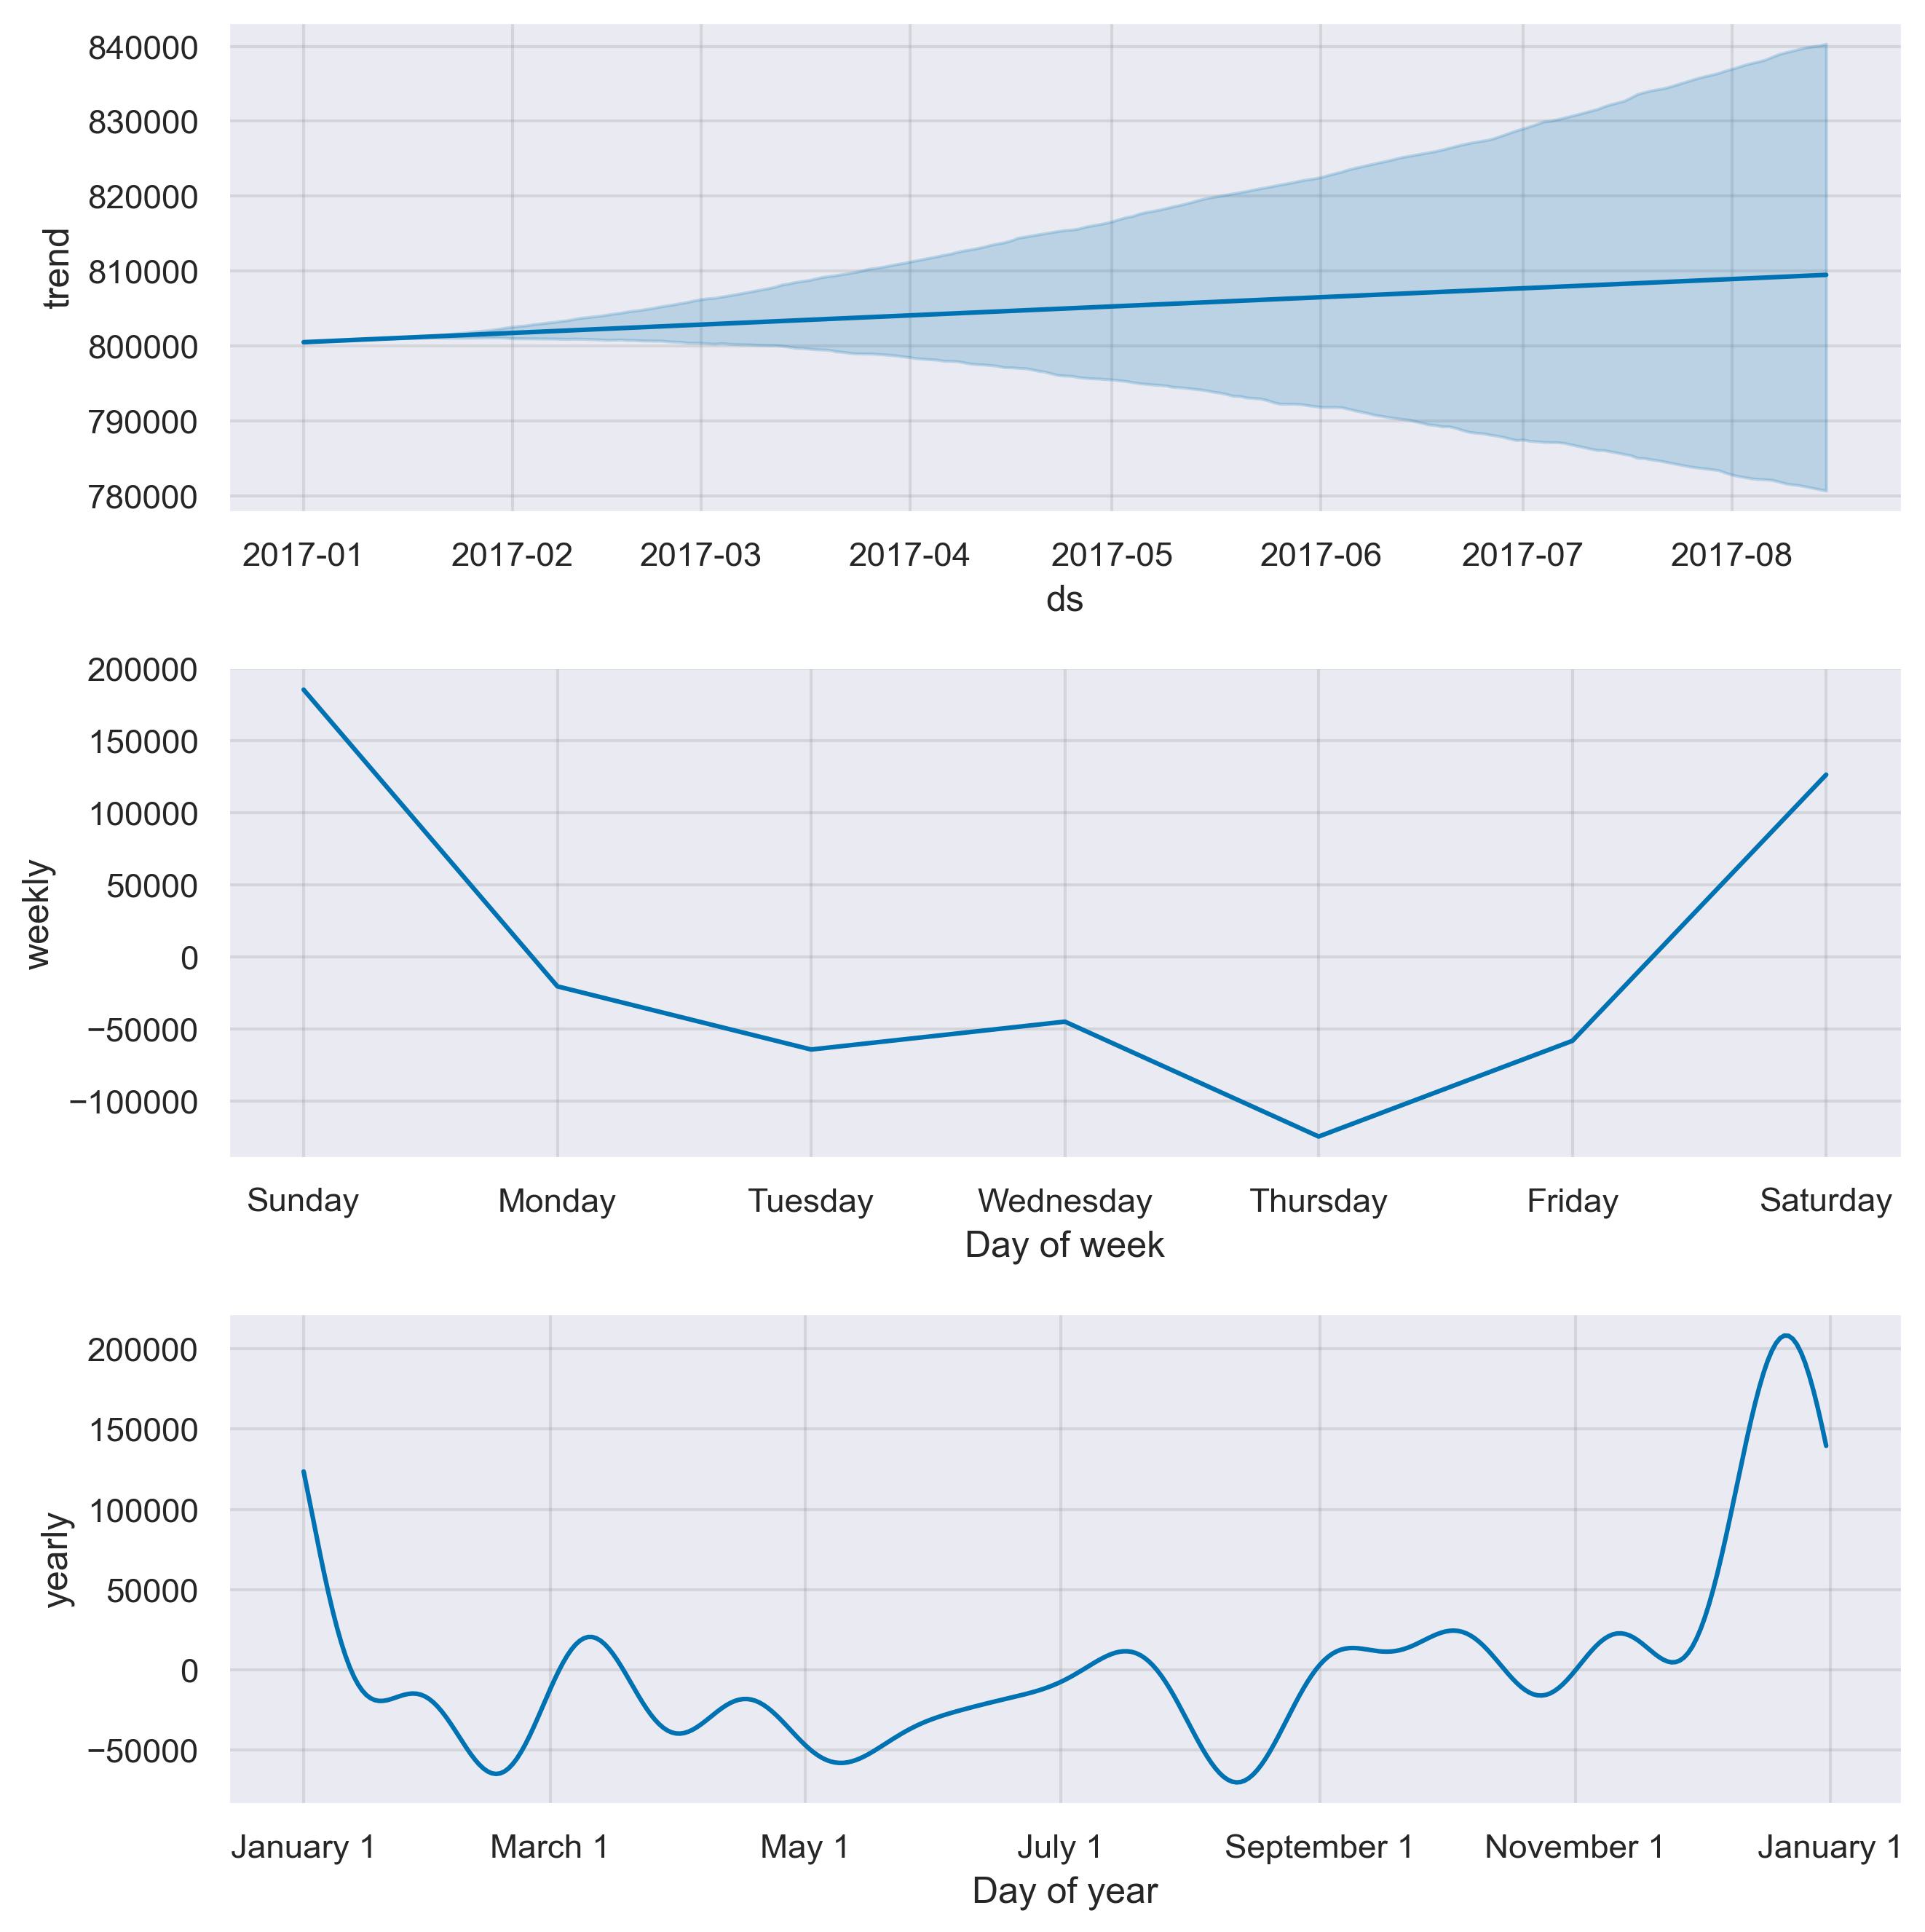 840000
830000
820000
810000
800000
790000
780000
trend
2017-01 2017-02 2017-03 2017-04 2017-05 2017-06 2017-07 2017-08
ds
200000
150000
100000
50000
0
−50000
−100000
weekly
Sunday Monday Tuesday Wednesday Thursday Friday Saturday
Day of week
200000
150000
100000
50000
0
−50000
yearly
January 1 March 1 May 1 July 1 September 1 November 1 January 1
Day of year